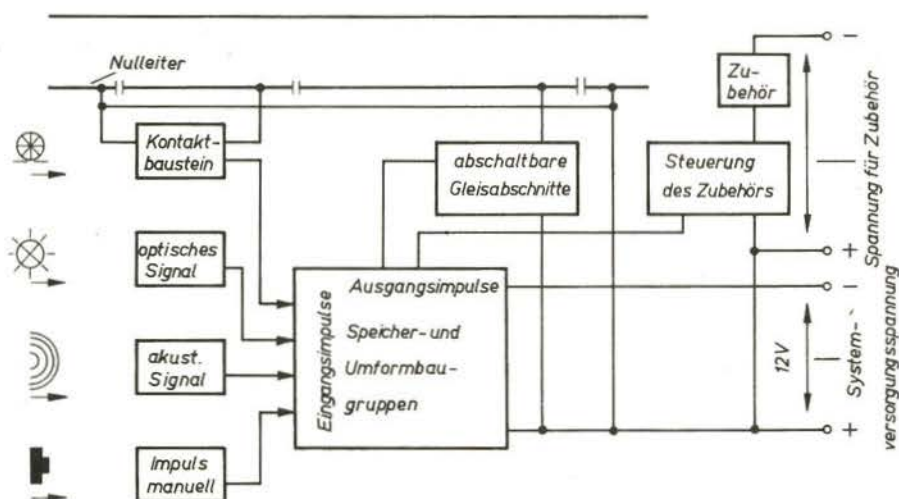 Nulleiter
Kontakt-
baustein
optisches
Signal
akust.
Signal
Impuls
manuell
Eingangsimpulse
Ausgangsimpulse
Speicher- und
Umformbau-
gruppen
abschaltbare
Gleisabschnitte
Steuerung
des Zubehörs
Zu-
behör
−
+
Spannung für Zubehör
−
+
12V
System-
versorgungsspannung